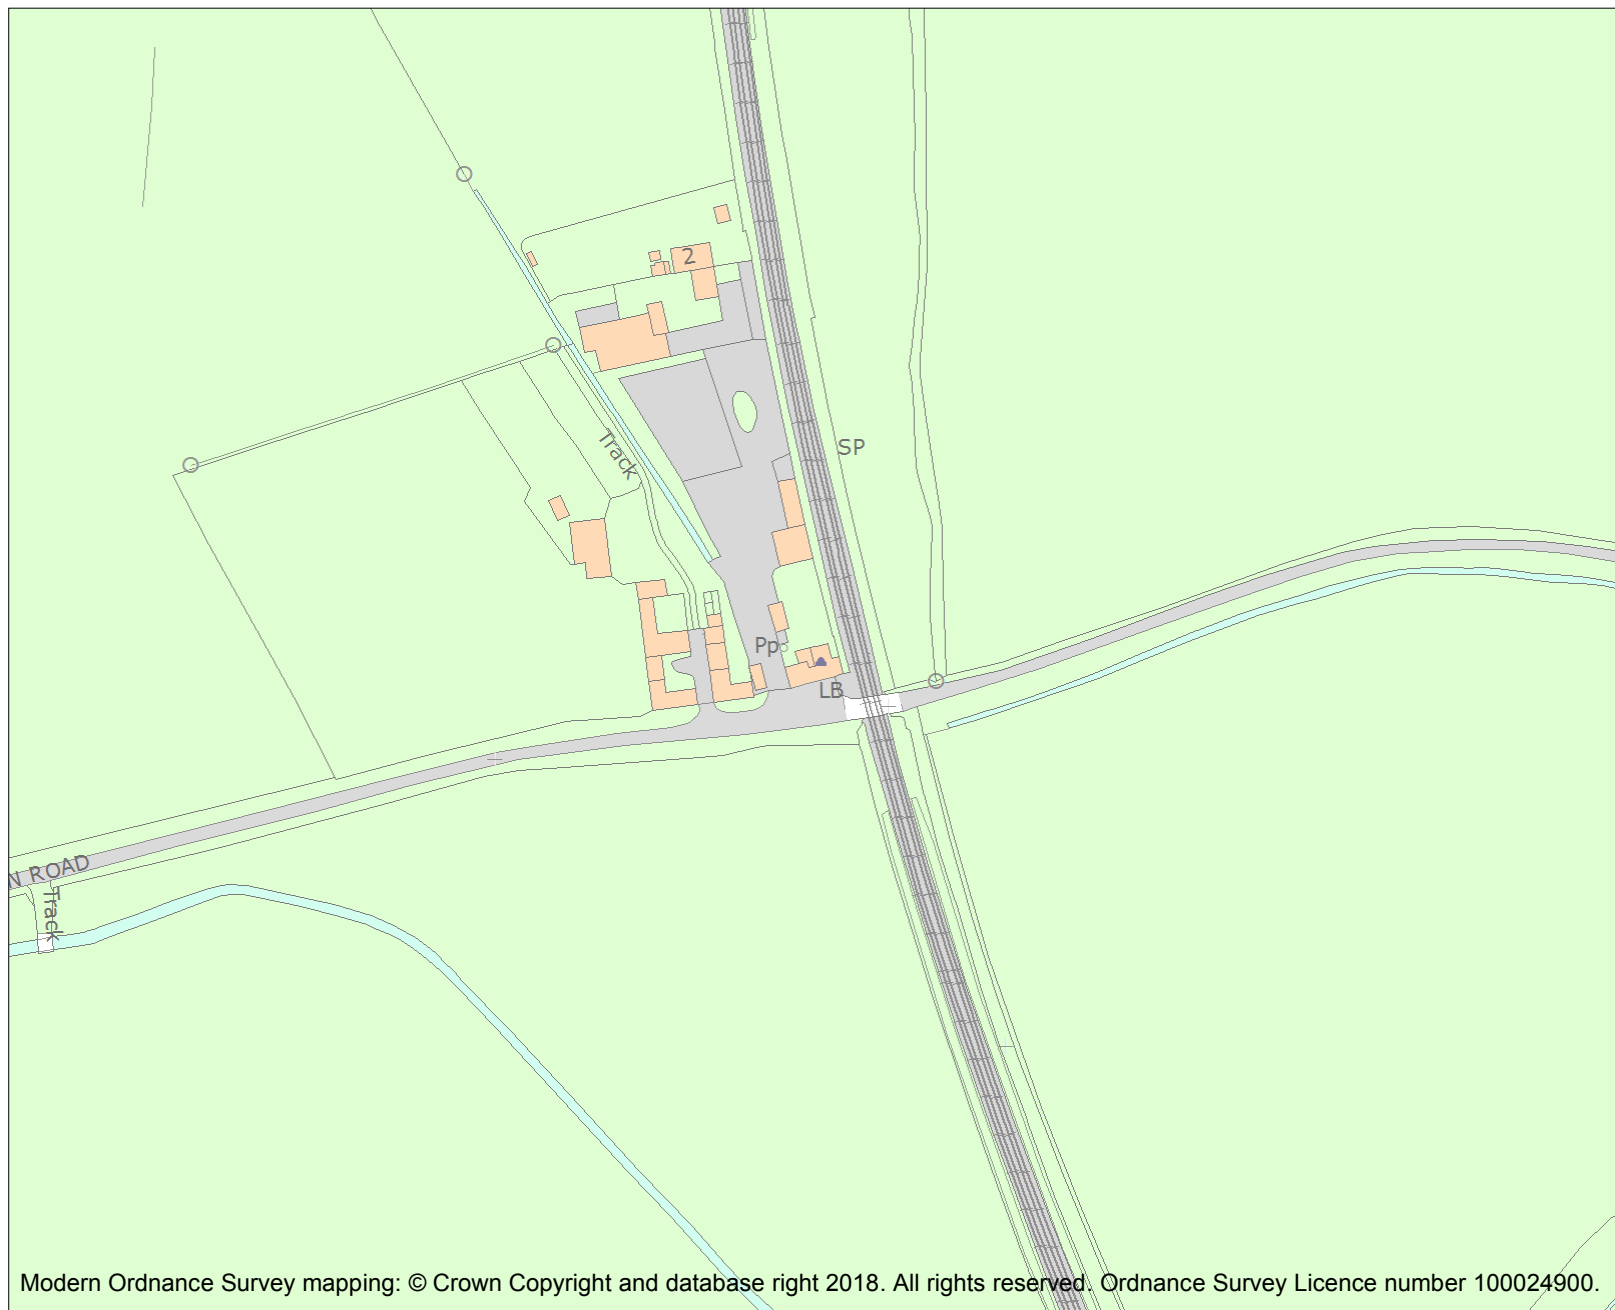 2
SP
Track
Pp
LB
N ROAD
Track
Modern Ordnance Survey mapping: © Crown Copyright and database right 2018. All rights reserved. Ordnance Survey Licence number 100024900.